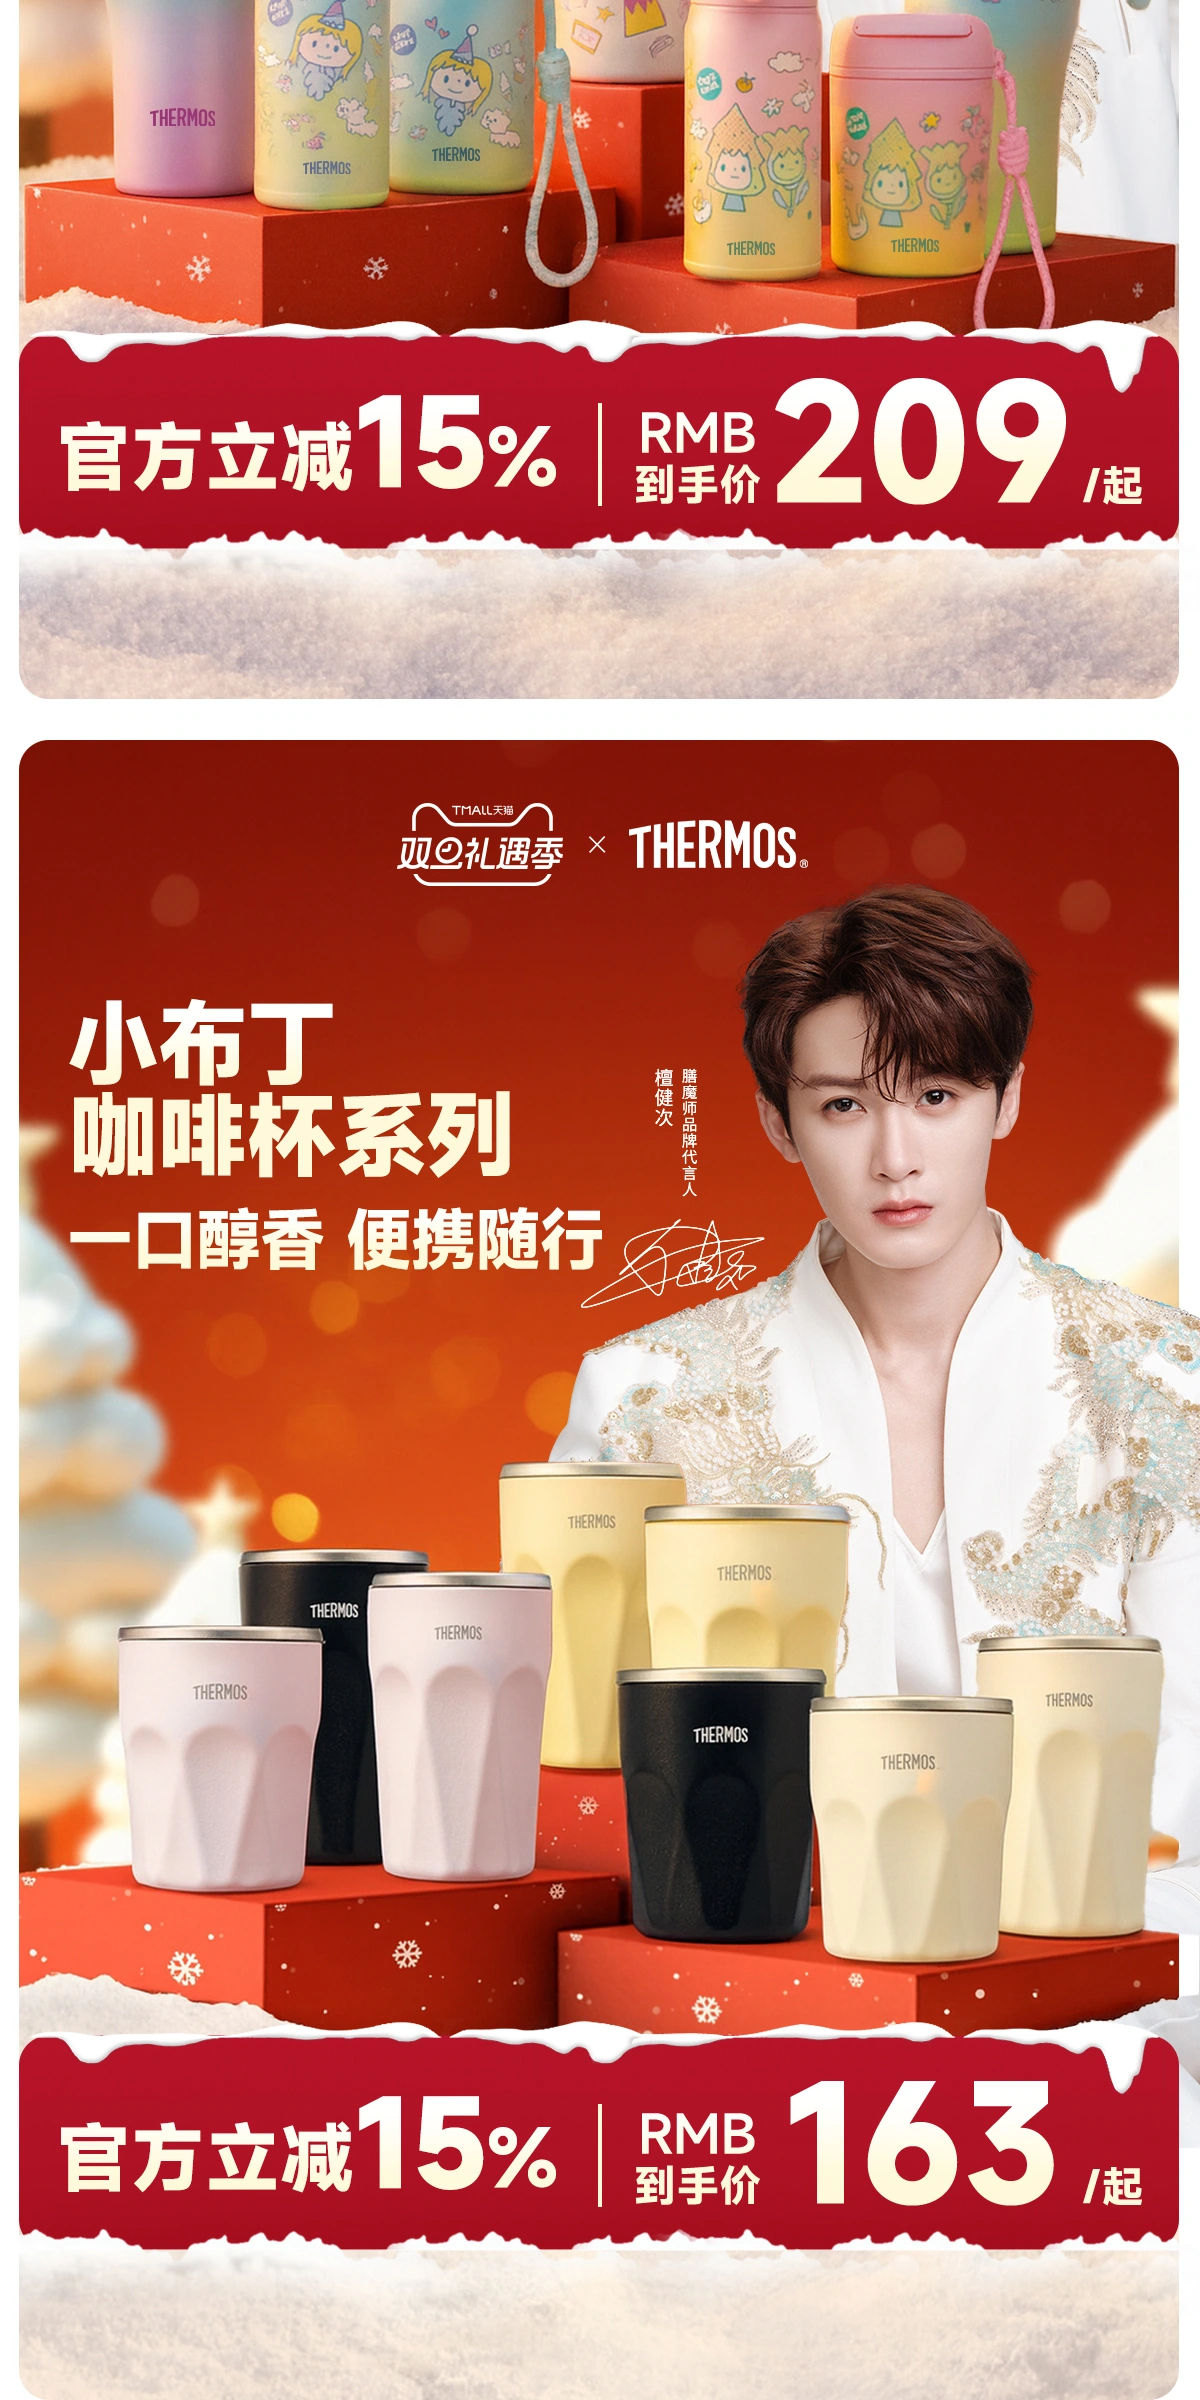 THERMOS
THERMOS
THERMOS
THERMOS
THERMOS
官方立减15%
RMB
到手价
209
/起
TMALL天猫
双旦礼遇季
×
THERMOS®
小布丁
咖啡杯系列
一口醇香 便携随行
膳魔师品牌代言人
檀健次
THERMOS
THERMOS
THERMOS
THERMOS
THERMOS
THERMOS
THERMOS
THERMOS
官方立减15%
RMB
到手价
163
/起